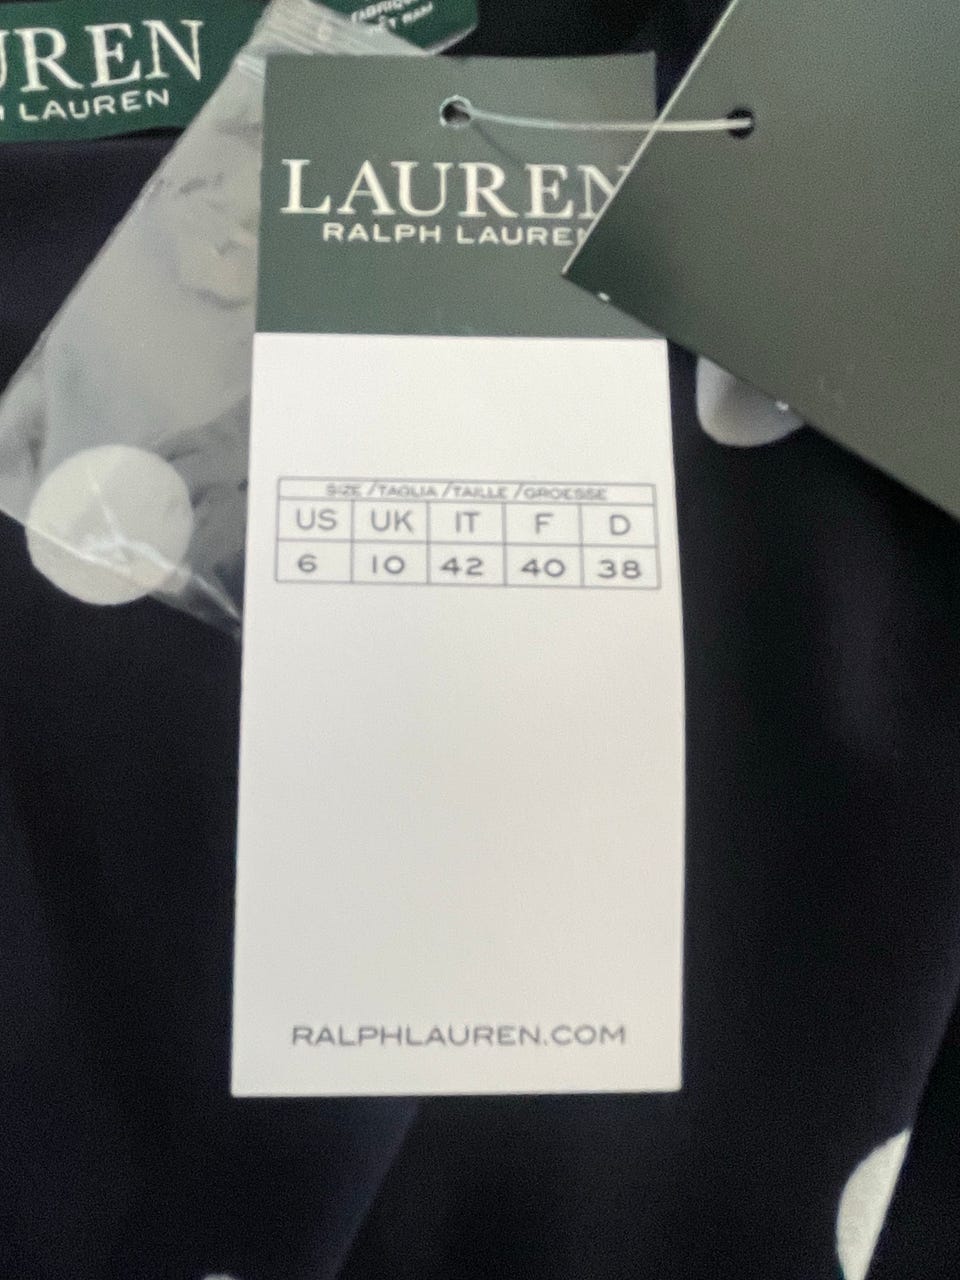 UREN
LAUREN
LAUREN
RALPH LAUREN
SIZE / TAGLIA / TAILLE / GROESSE
US UK IT F D
6 10 42 40 38
RALPHLAUREN.COM